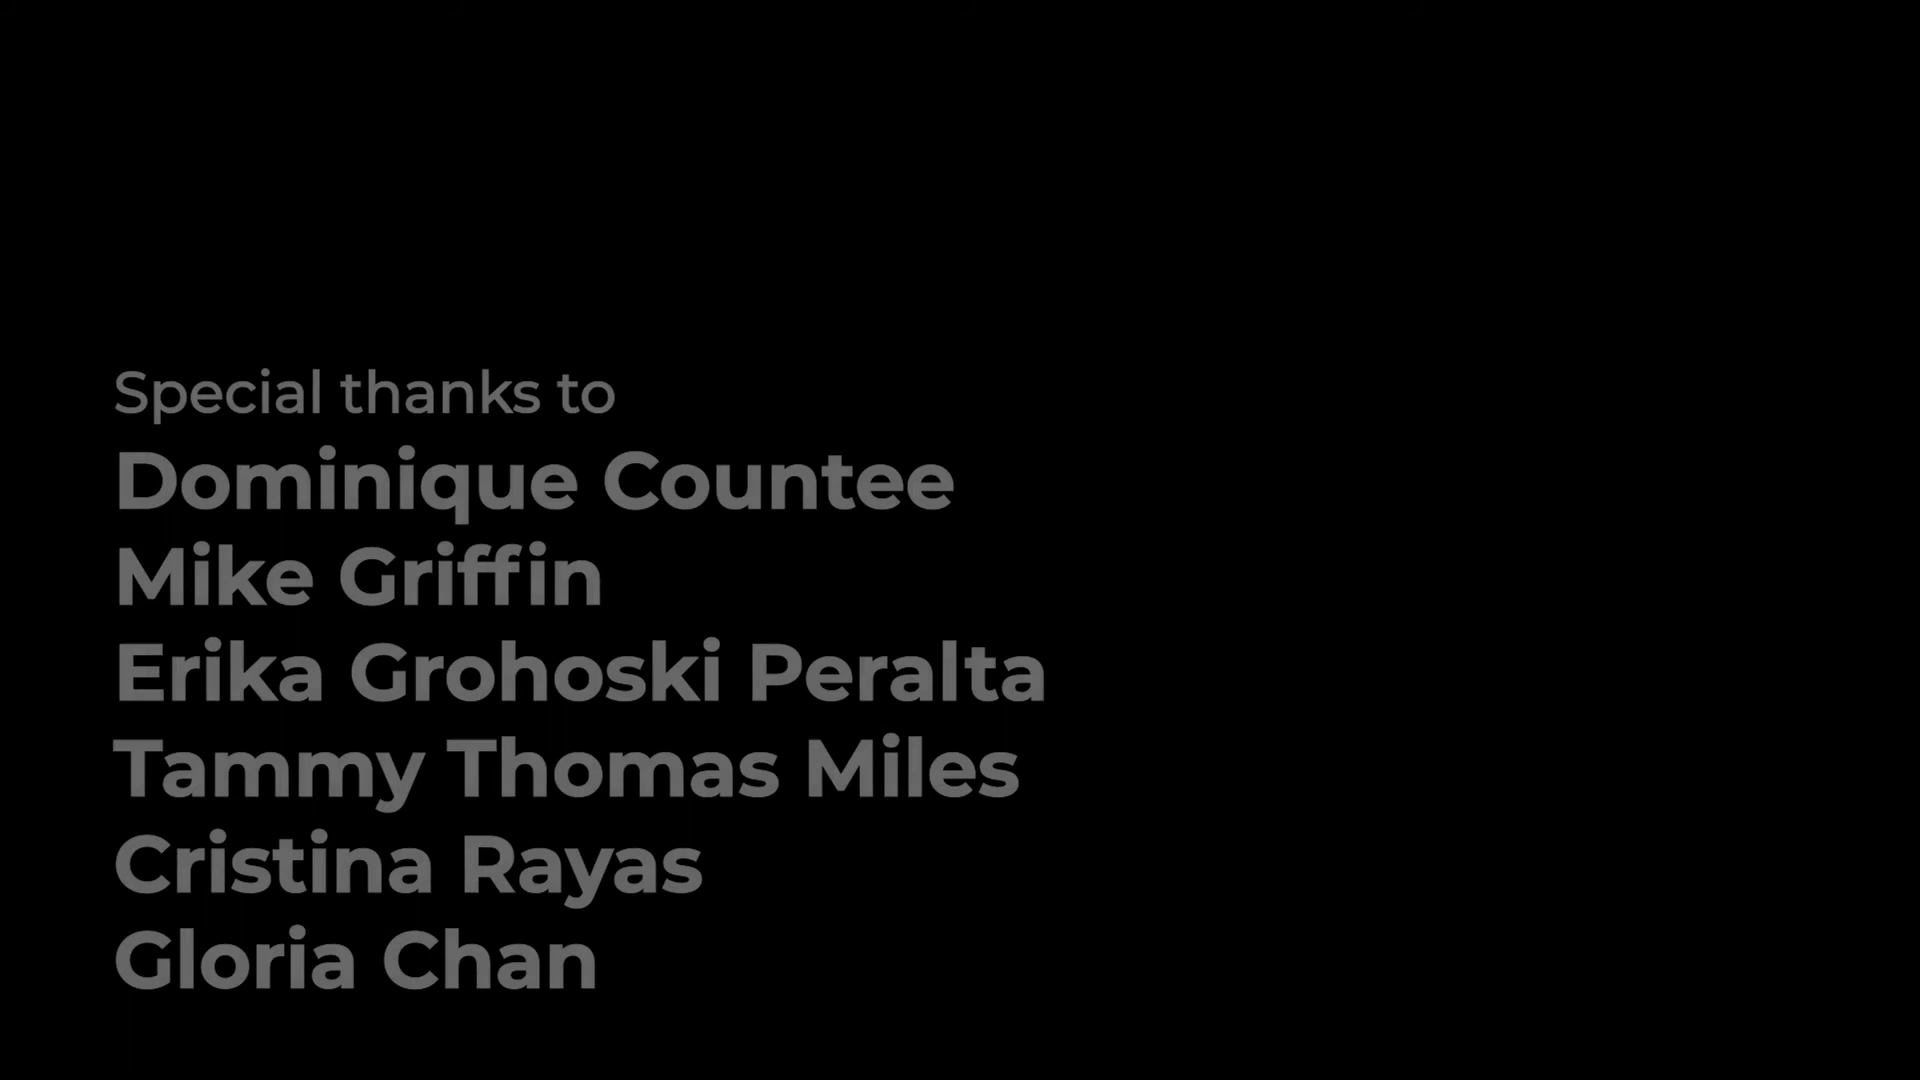 Special thanks to
Dominique Countee
Mike Griffin
Erika Grohoski Peralta
Tammy Thomas Miles
Cristina Rayas
Gloria Chan